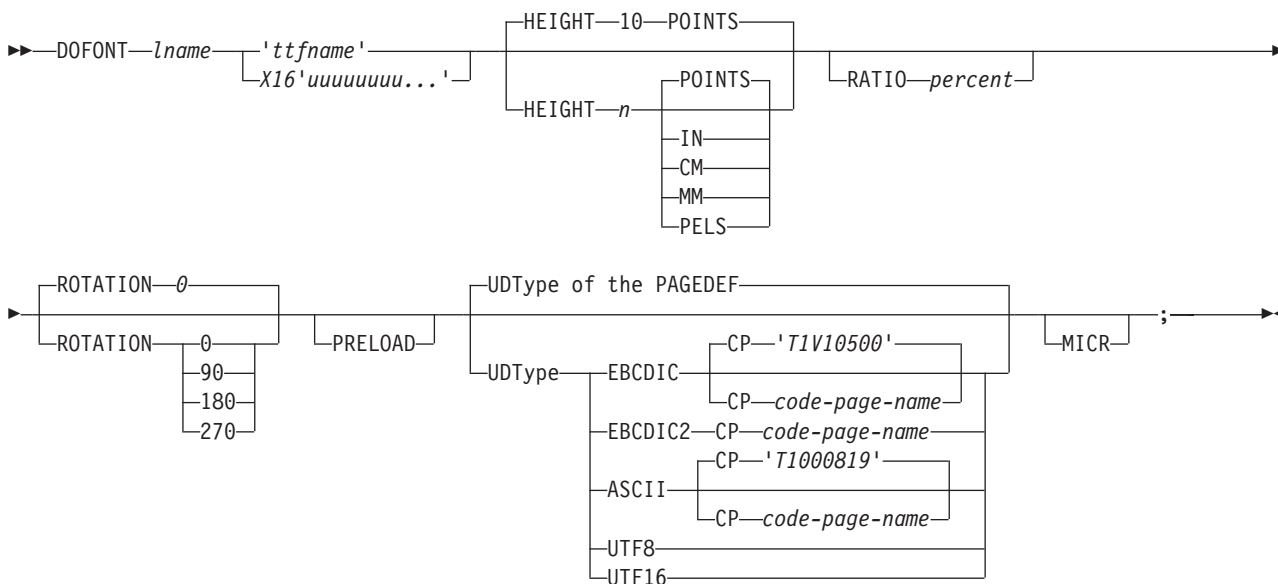 HEIGHT 10 POINTS
DOFONT lname 'ttfname'
X16'uuuuuuuu...' POINTS RATIO percent
HEIGHT n
IN
CM
MM
PELS
ROTATION 0 UDType of the PAGEDEF
;
ROTATION 0 PRELOAD CP 'T1V10500' MICR
90 UDType EBCDIC
180 CP code-page-name
270 EBCDIC2 CP code-page-name
CP 'T1000819'
ASCII
CP code-page-name
UTF8
UTF16